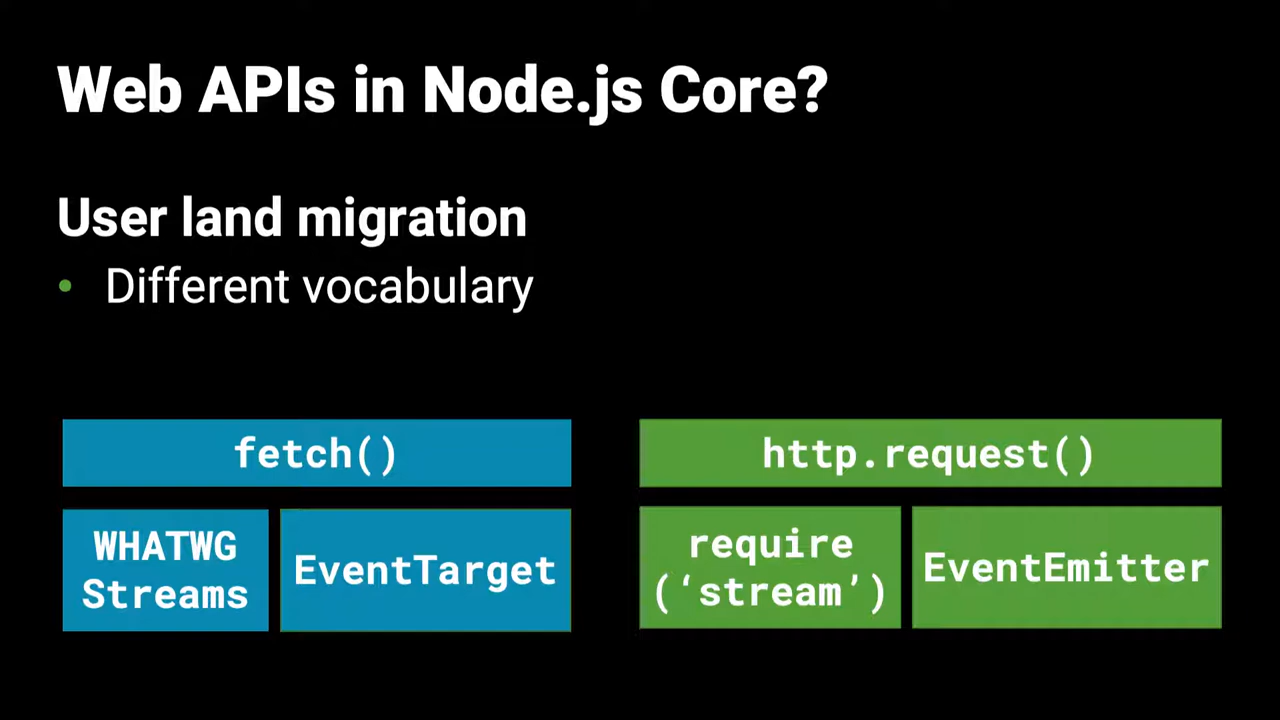 Web APIs in Node.js Core?
User land migration
• Different vocabulary
fetch()
http.request()
WHATWG
Streams
EventTarget
require
(‘stream’)
EventEmitter